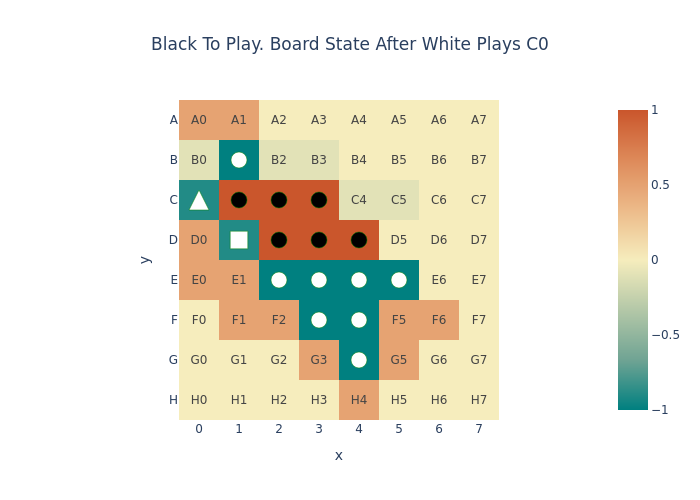 Black To Play. Board State After White Plays C0
A A0 A1 A2 A3 A4 A5 A6 A7
B B0 B2 B3 B4 B5 B6 B7
C C4 C5 C6 C7
D D0 D5 D6 D7
E E0 E1 E6 E7
F F0 F1 F2 F5 F6 F7
G G0 G1 G2 G3 G5 G6 G7
H H0 H1 H2 H3 H4 H5 H6 H7
0 1 2 3 4 5 6 7
x
y
1
0.5
0
−0.5
−1